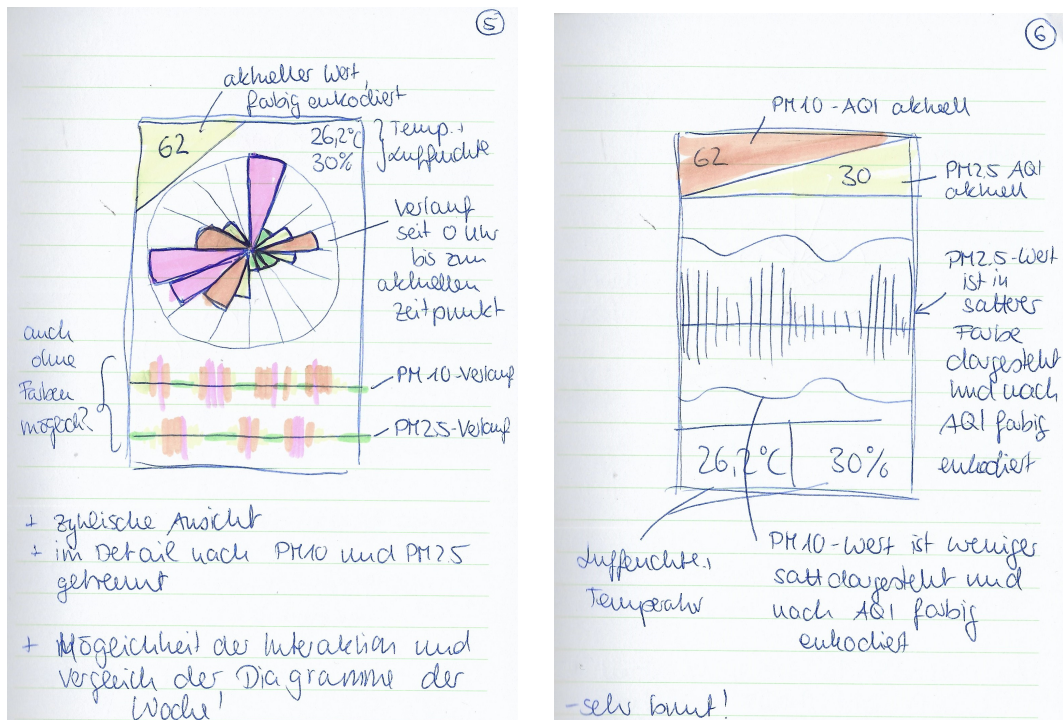 5
aktueller Wert,
farbig enkodiert
62
26,2°C
30%
Temp. +
Luffeuchte
Verlauf
seit 0 Uhr
bis zum
aktuellen
Zeitpunkt
auch
ohne
Farben
möglich?
PM10-Verlauf
PM2.5-Verlauf
+ Zyklische Ansicht
+ im Detail nach PM10 und PM2.5
getrennt
+ Möglichkeit der Interaktion und
Vergleich der Diagramme der
Woche!
6
PM10-AQI aktuell
62
30
PM2.5 AQI
aktuell
PM2.5-Wert
ist in
satterer
Farbe
dargestellt
und nach
AQI farbig
enkodiert
26,2°C
30%
Luffeuchte,
Temperatur
PM10-Wert ist weniger
satt dargestellt und
nach AQI farbig
enkodiert
- sehr bunt!